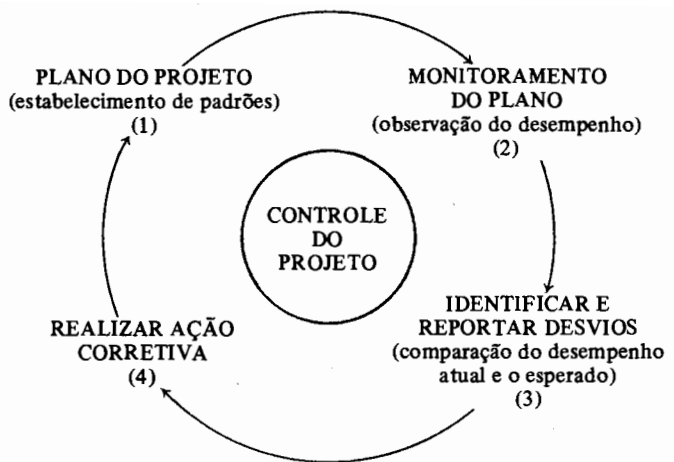 PLANO DO PROJETO
(estabelecimento de padrões)
(1)
MONITORAMENTO
DO PLANO
(observação do desempenho)
(2)
CONTROLE
DO
PROJETO
IDENTIFICAR E
REPORTAR DESVIOS
(comparação do desempenho
atual e o esperado)
(3)
REALIZAR AÇÃO
CORRETIVA
(4)